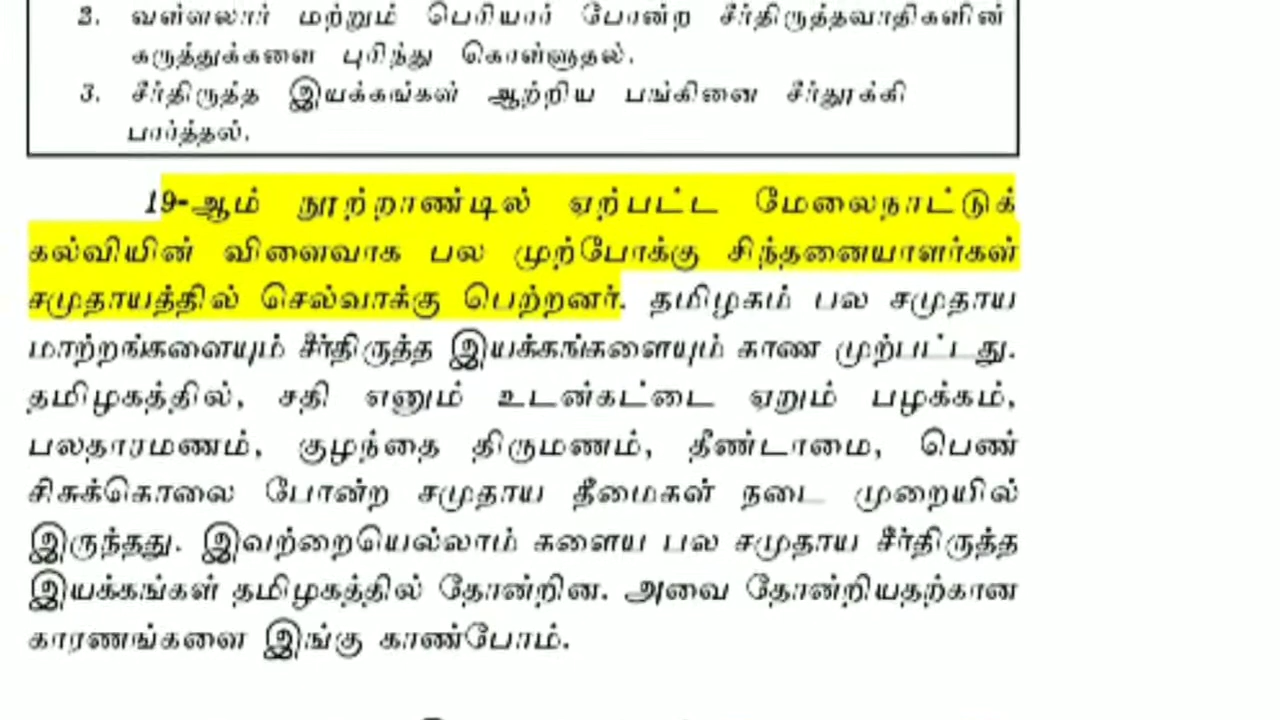 2. வள்ளலார் மற்றும் பெரியார் போன்ற சீர்திருத்தவாதிகளின்
கருத்துக்களை புரிந்து கொள்ளுதல்.
3. சீர்திருத்த இயக்கங்கள் ஆற்றிய பங்கினை சீர்தூக்கி
பார்த்தல்.
19-ஆம் நூற்றாண்டில் ஏற்பட்ட மேலைநாட்டுக்
கல்வியின் விளைவாக பல முற்போக்கு சிந்தனையாளர்கள்
சமுதாயத்தில் செல்வாக்கு பெற்றனர். தமிழகம் பல சமுதாய
மாற்றங்களையும் சீர்திருத்த இயக்கங்களையும் காண முற்பட்டது.
தமிழகத்தில், சதி எனும் உடன்கட்டை ஏறும் பழக்கம்,
பலதாரமணம், குழந்தை திருமணம், தீண்டாமை, பெண்
சிசுக்கொலை போன்ற சமுதாய தீமைகள் நடை முறையில்
இருந்தது. இவற்றையெல்லாம் களைய பல சமுதாய சீர்திருத்த
இயக்கங்கள் தமிழகத்தில் தோன்றின. அவை தோன்றியதற்கான
காரணங்களை இங்கு காண்போம்.